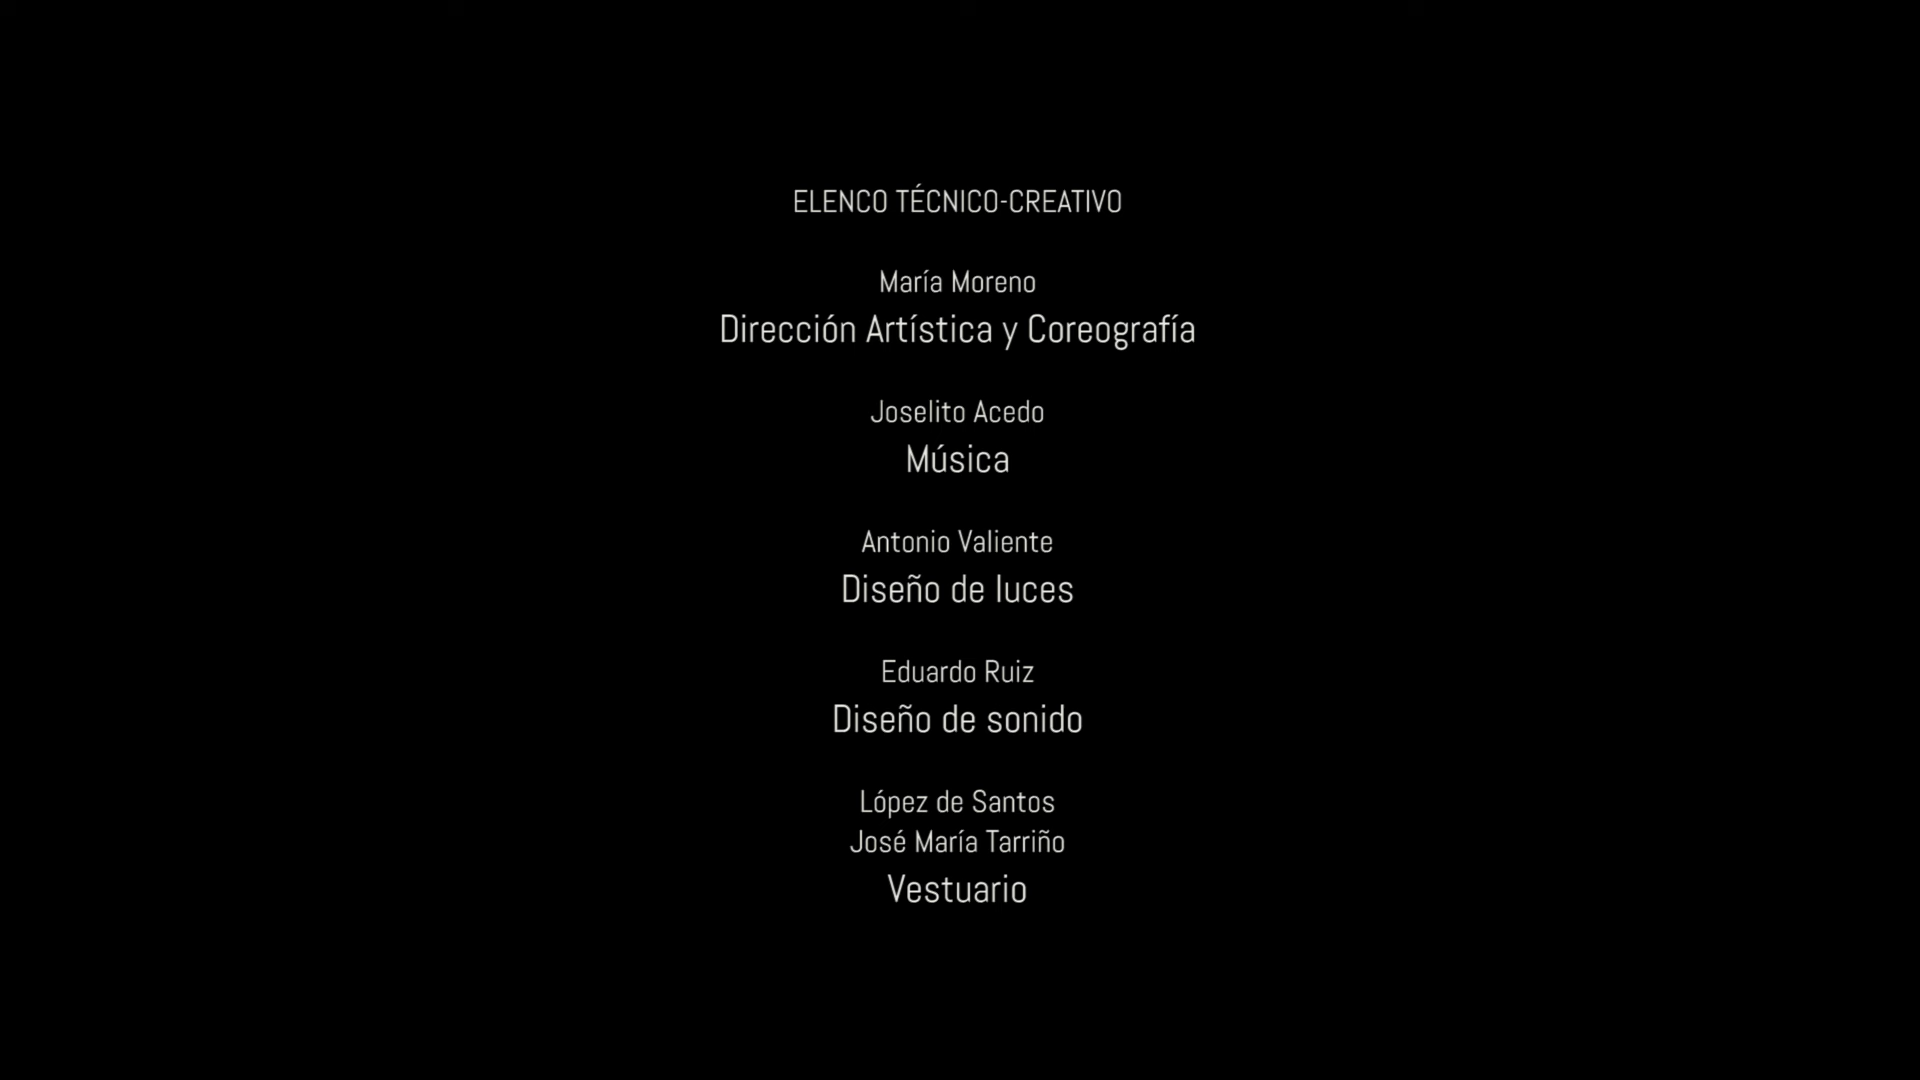 ELENCO TÉCNICO-CREATIVO
María Moreno
Dirección Artística y Coreografía
Joselito Acedo
Música
Antonio Valiente
Diseño de luces
Eduardo Ruiz
Diseño de sonido
López de Santos
José María Tarriño
Vestuario